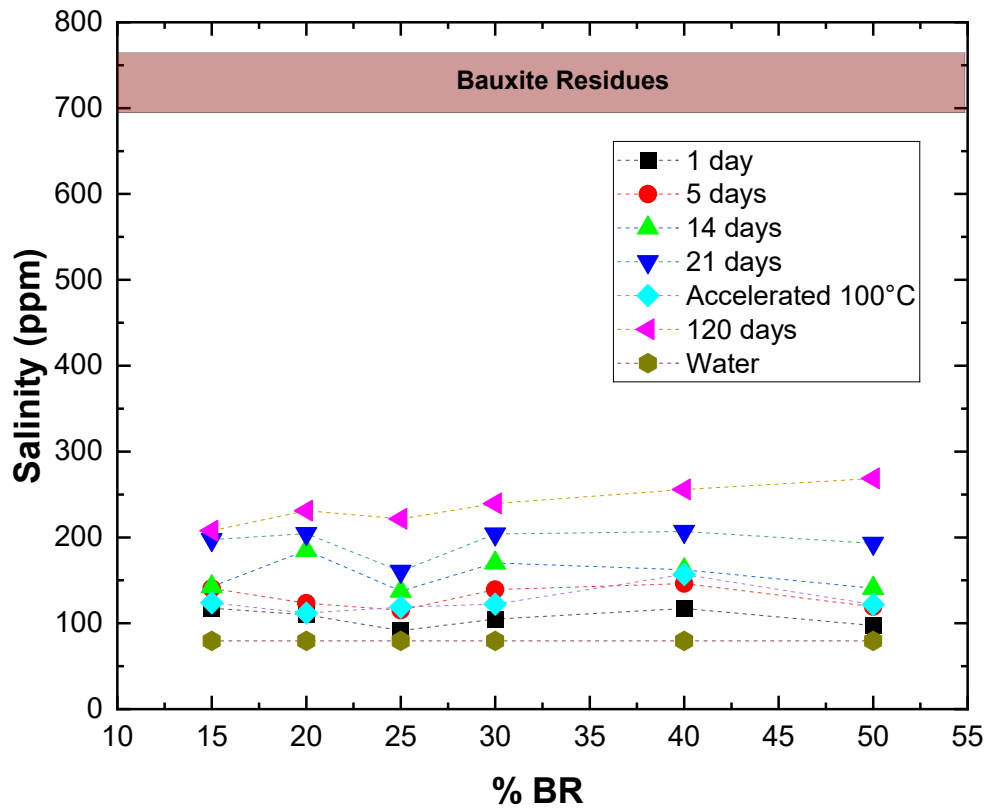 800
700
600
500
400
300
200
100
0
Salinity (ppm)
Bauxite Residues
1 day
5 days
14 days
21 days
Accelerated 100°C
120 days
Water
10 15 20 25 30 35 40 45 50 55
% BR